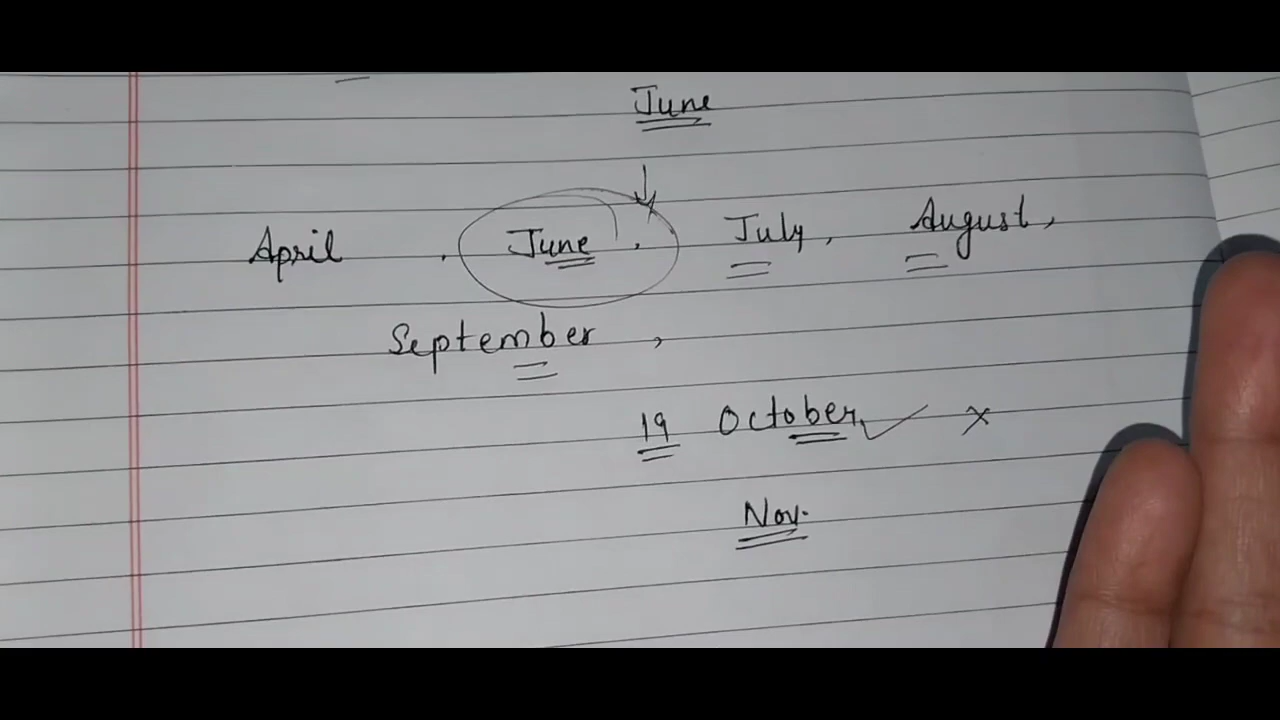 June
April , June , July , August ,
September ,
19 October, ✓ ×
Nov.